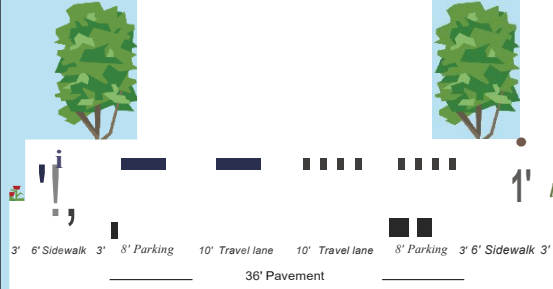 3' 6' Sidewalk 3' 8' Parking 10' Travel lane 10' Travel lane 8' Parking 3' 6' Sidewalk 3'
36' Pavement